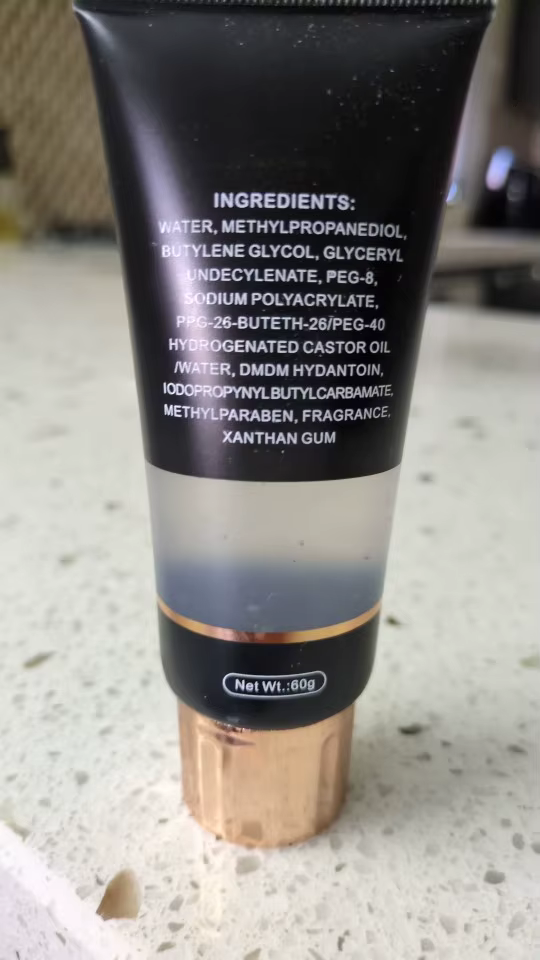 INGREDIENTS:
WATER, METHYLPROPANEDIOL,
BUTYLENE GLYCOL, GLYCERYL
UNDECYLENATE, PEG-8,
SODIUM POLYACRYLATE,
PPG-26-BUTETH-26/PEG-40
HYDROGENATED CASTOR OIL
/WATER, DMDM HYDANTOIN,
IODOPROPYNYLBUTYLCARBAMATE,
METHYLPARABEN, FRAGRANCE,
XANTHAN GUM
Net Wt.:60g